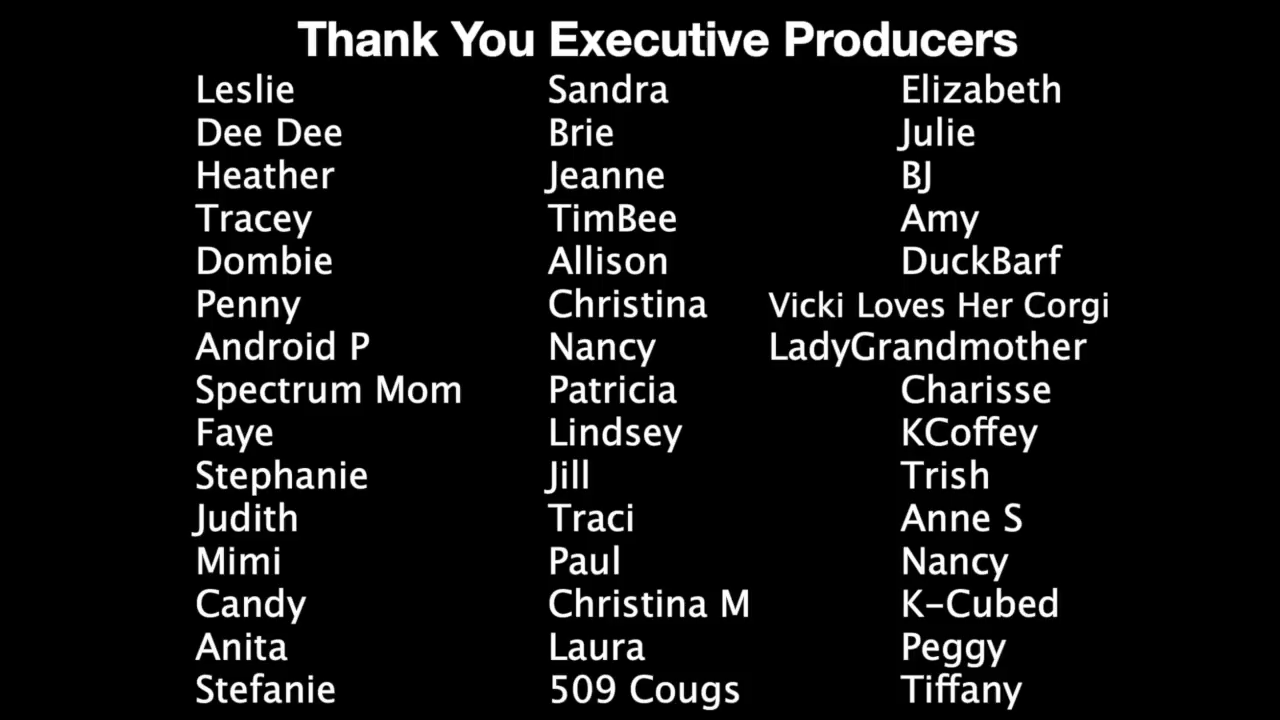 Thank You Executive Producers
Leslie
Dee Dee
Heather
Tracey
Dombie
Penny
Android P
Spectrum Mom
Faye
Stephanie
Judith
Mimi
Candy
Anita
Stefanie
Sandra
Brie
Jeanne
TimBee
Allison
Christina
Nancy
Patricia
Lindsey
Jill
Traci
Paul
Christina M
Laura
509 Cougs
Elizabeth
Julie
BJ
Amy
DuckBarf
Vicki Loves Her Corgi
LadyGrandmother
Charisse
KCoffey
Trish
Anne S
Nancy
K-Cubed
Peggy
Tiffany